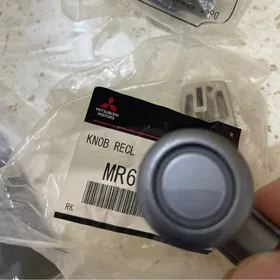 MITSUBISHI
MOTORS
KNOB RECL
MR6
RK